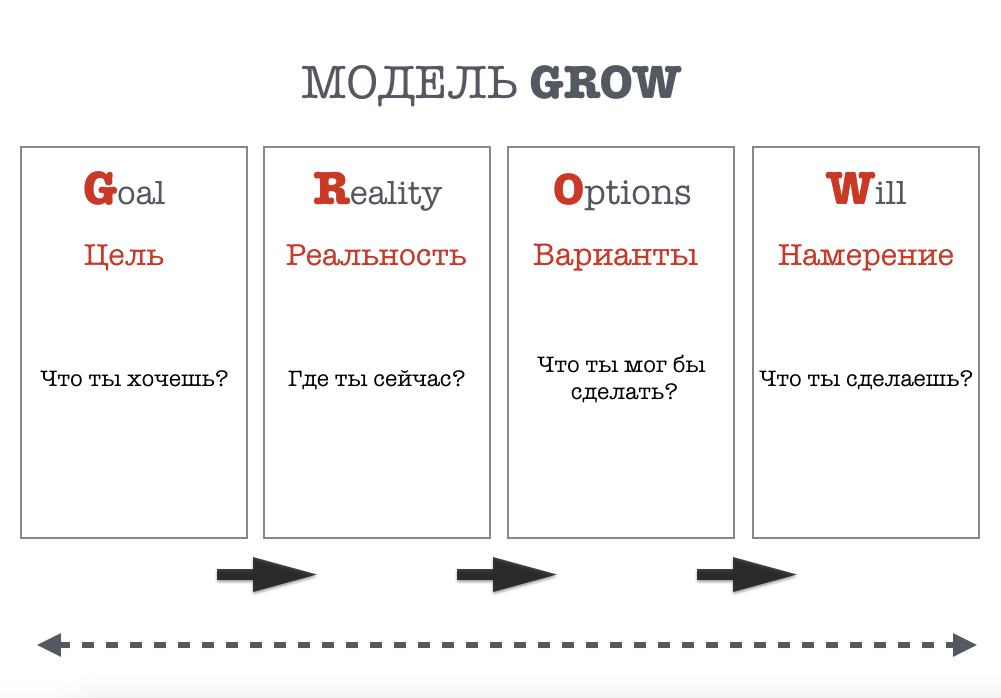 МОДЕЛЬ GROW
Goal
Цель
Что ты хочешь?
Reality
Реальность
Где ты сейчас?
Options
Варианты
Что ты мог бы
сделать?
Will
Намерение
Что ты сделаешь?